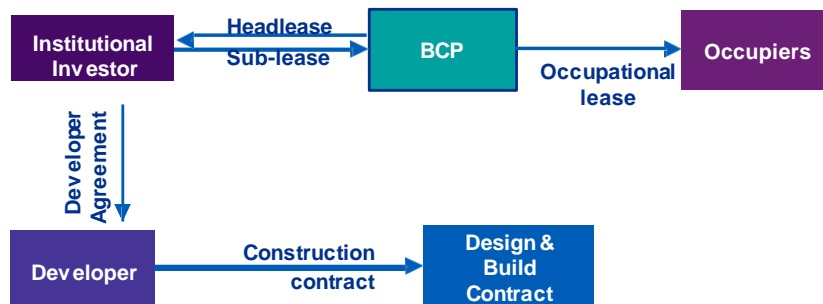 Institutional
Investor
Headlease
Sub-lease
BCP
Occupational
lease
Occupiers
Developer
Agreement
Developer
Construction
contract
Design &
Build
Contract